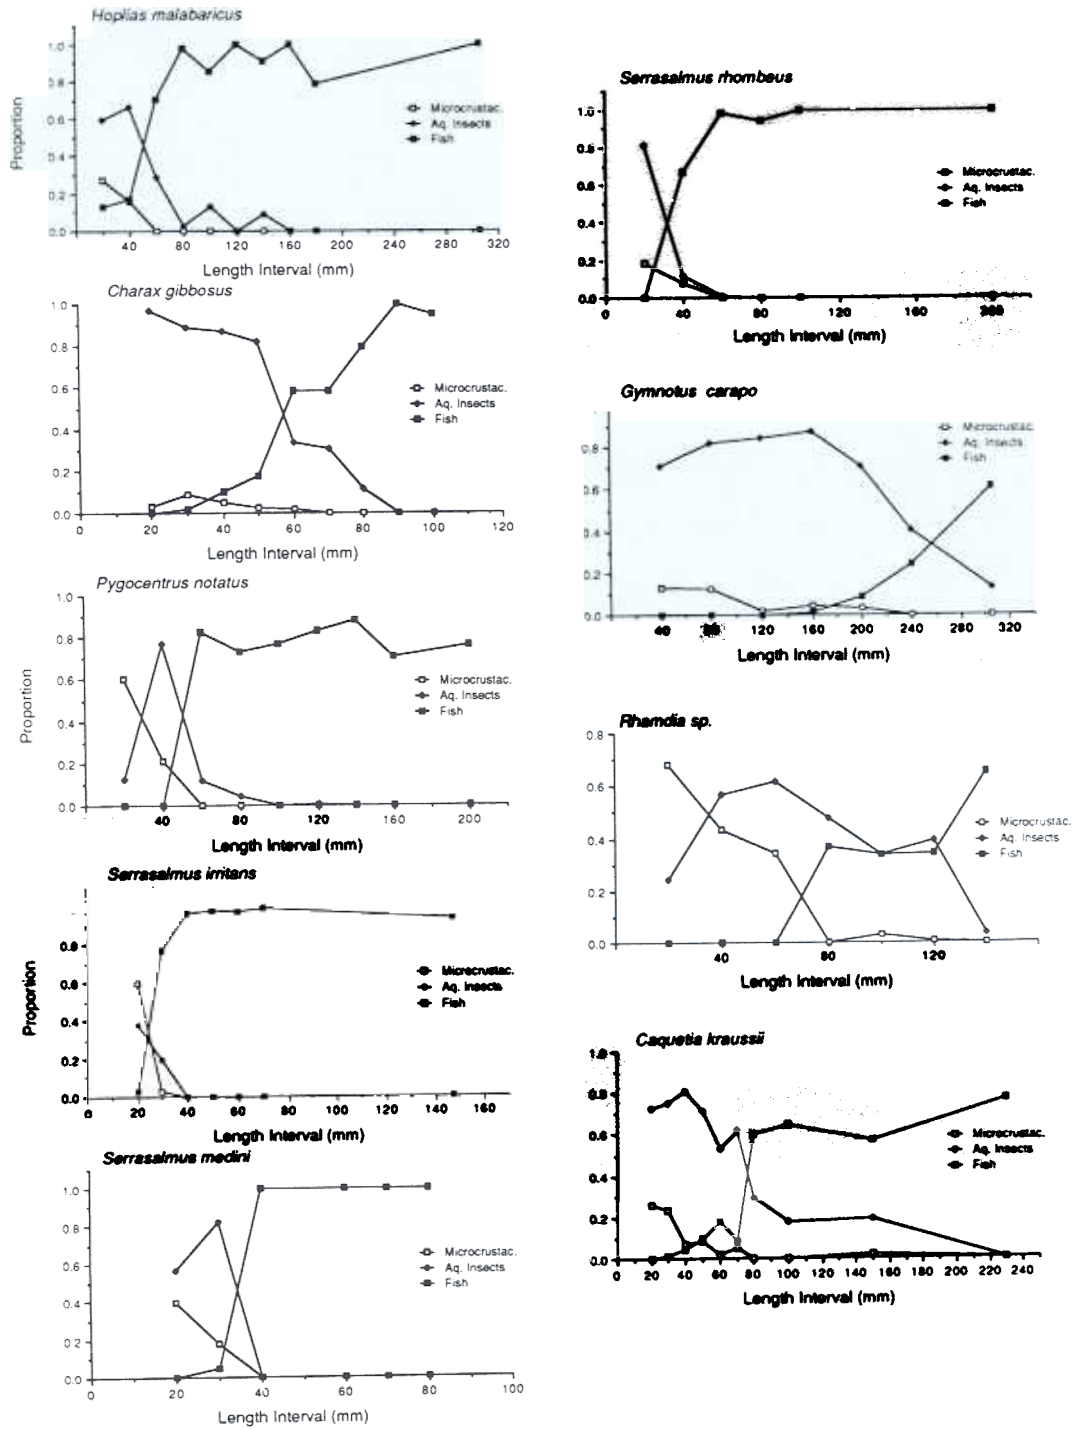 Hoplias malabaricus
1.0
0.8
0.6
0.4
0.2
0.0
Proportion
Microcrustac.
Aq. Insects
Fish
40 80 120 160 200 240 280 320
Length Interval (mm)
Charax gibbosus
1.0
0.8
0.6
0.4
0.2
0.0
Microcrustac.
Aq. Insects
Fish
0 20 40 60 80 100 120
Length Interval (mm)
Pygocentrus notatus
1.0
0.8
0.6
0.4
0.2
0.0
Proportion
Microcrustac.
Aq. Insects
Fish
40 80 120 160 200
Length Interval (mm)
Serrasalmus irritans
0.8
0.6
0.4
0.2
0.0
Proportion
Microcrustac.
Aq. Insects
Fish
0 20 40 60 80 100 120 140 160
Length Interval (mm)
Serrasalmus medini
1.0
0.8
0.6
0.4
0.2
0.0
Microcrustac.
Aq. Insects
Fish
0 20 40 60 80 100
Length Interval (mm)
Serrasalmus rhombeus
1.0
0.8
0.6
0.4
0.2
0.0
Microcrustac.
Aq. Insects
Fish
0 40 80 120 160
Length Interval (mm)
Gymnotus carapo
0.8
0.6
0.4
0.2
0.0
Microcrustac.
Aq. Insects
Fish
40 120 160 200 240 280 320
Length Interval (mm)
Rhamdia sp.
0.8
0.6
0.4
0.2
0.0
Microcrustac.
Aq. Insects
Fish
40 80 120
Length Interval (mm)
Caquetia kraussii
1.0
0.8
0.6
0.4
0.2
0.0
Microcrustac.
Aq. Insects
Fish
0 20 40 60 80 100 120 140 160 180 200 220 240
Length Interval (mm)